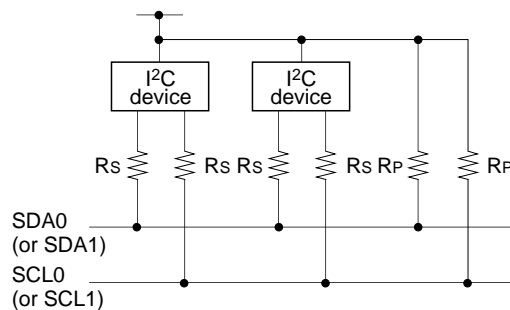 I²C
device
I²C
device
RS RS RS RS RP RP
SDA0
(or SDA1)
SCL0
(or SCL1)